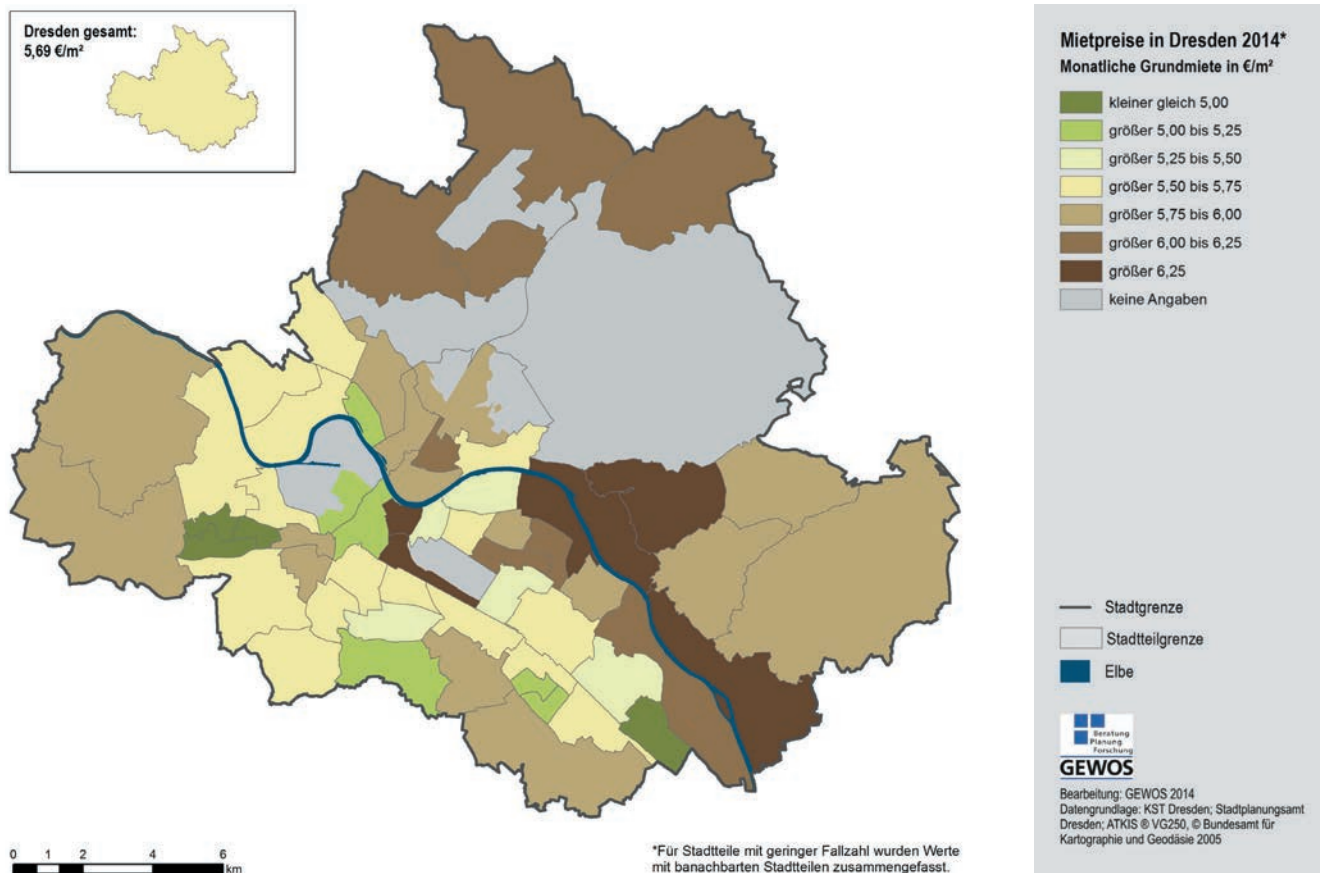 Dresden gesamt:
5,69 €/m²
Mietpreise in Dresden 2014*
Monatliche Grundmiete in €/m²
kleiner gleich 5,00
größer 5,00 bis 5,25
größer 5,25 bis 5,50
größer 5,50 bis 5,75
größer 5,75 bis 6,00
größer 6,00 bis 6,25
größer 6,25
keine Angaben
Stadtgrenze
Stadtteilgrenze
Elbe
Beratung
Planung.
Forschung
GEWOS
Bearbeitung: GEWOS 2014
Datengrundlage: KST Dresden; Stadtplanungsamt
Dresden; ATKIS ® VG250, © Bundesamt für
Kartographie und Geodäsie 2005
0 1 2 4 6
km
*Für Stadtteile mit geringer Fallzahl wurden Werte
mit banachbarten Stadtteilen zusammengefasst.